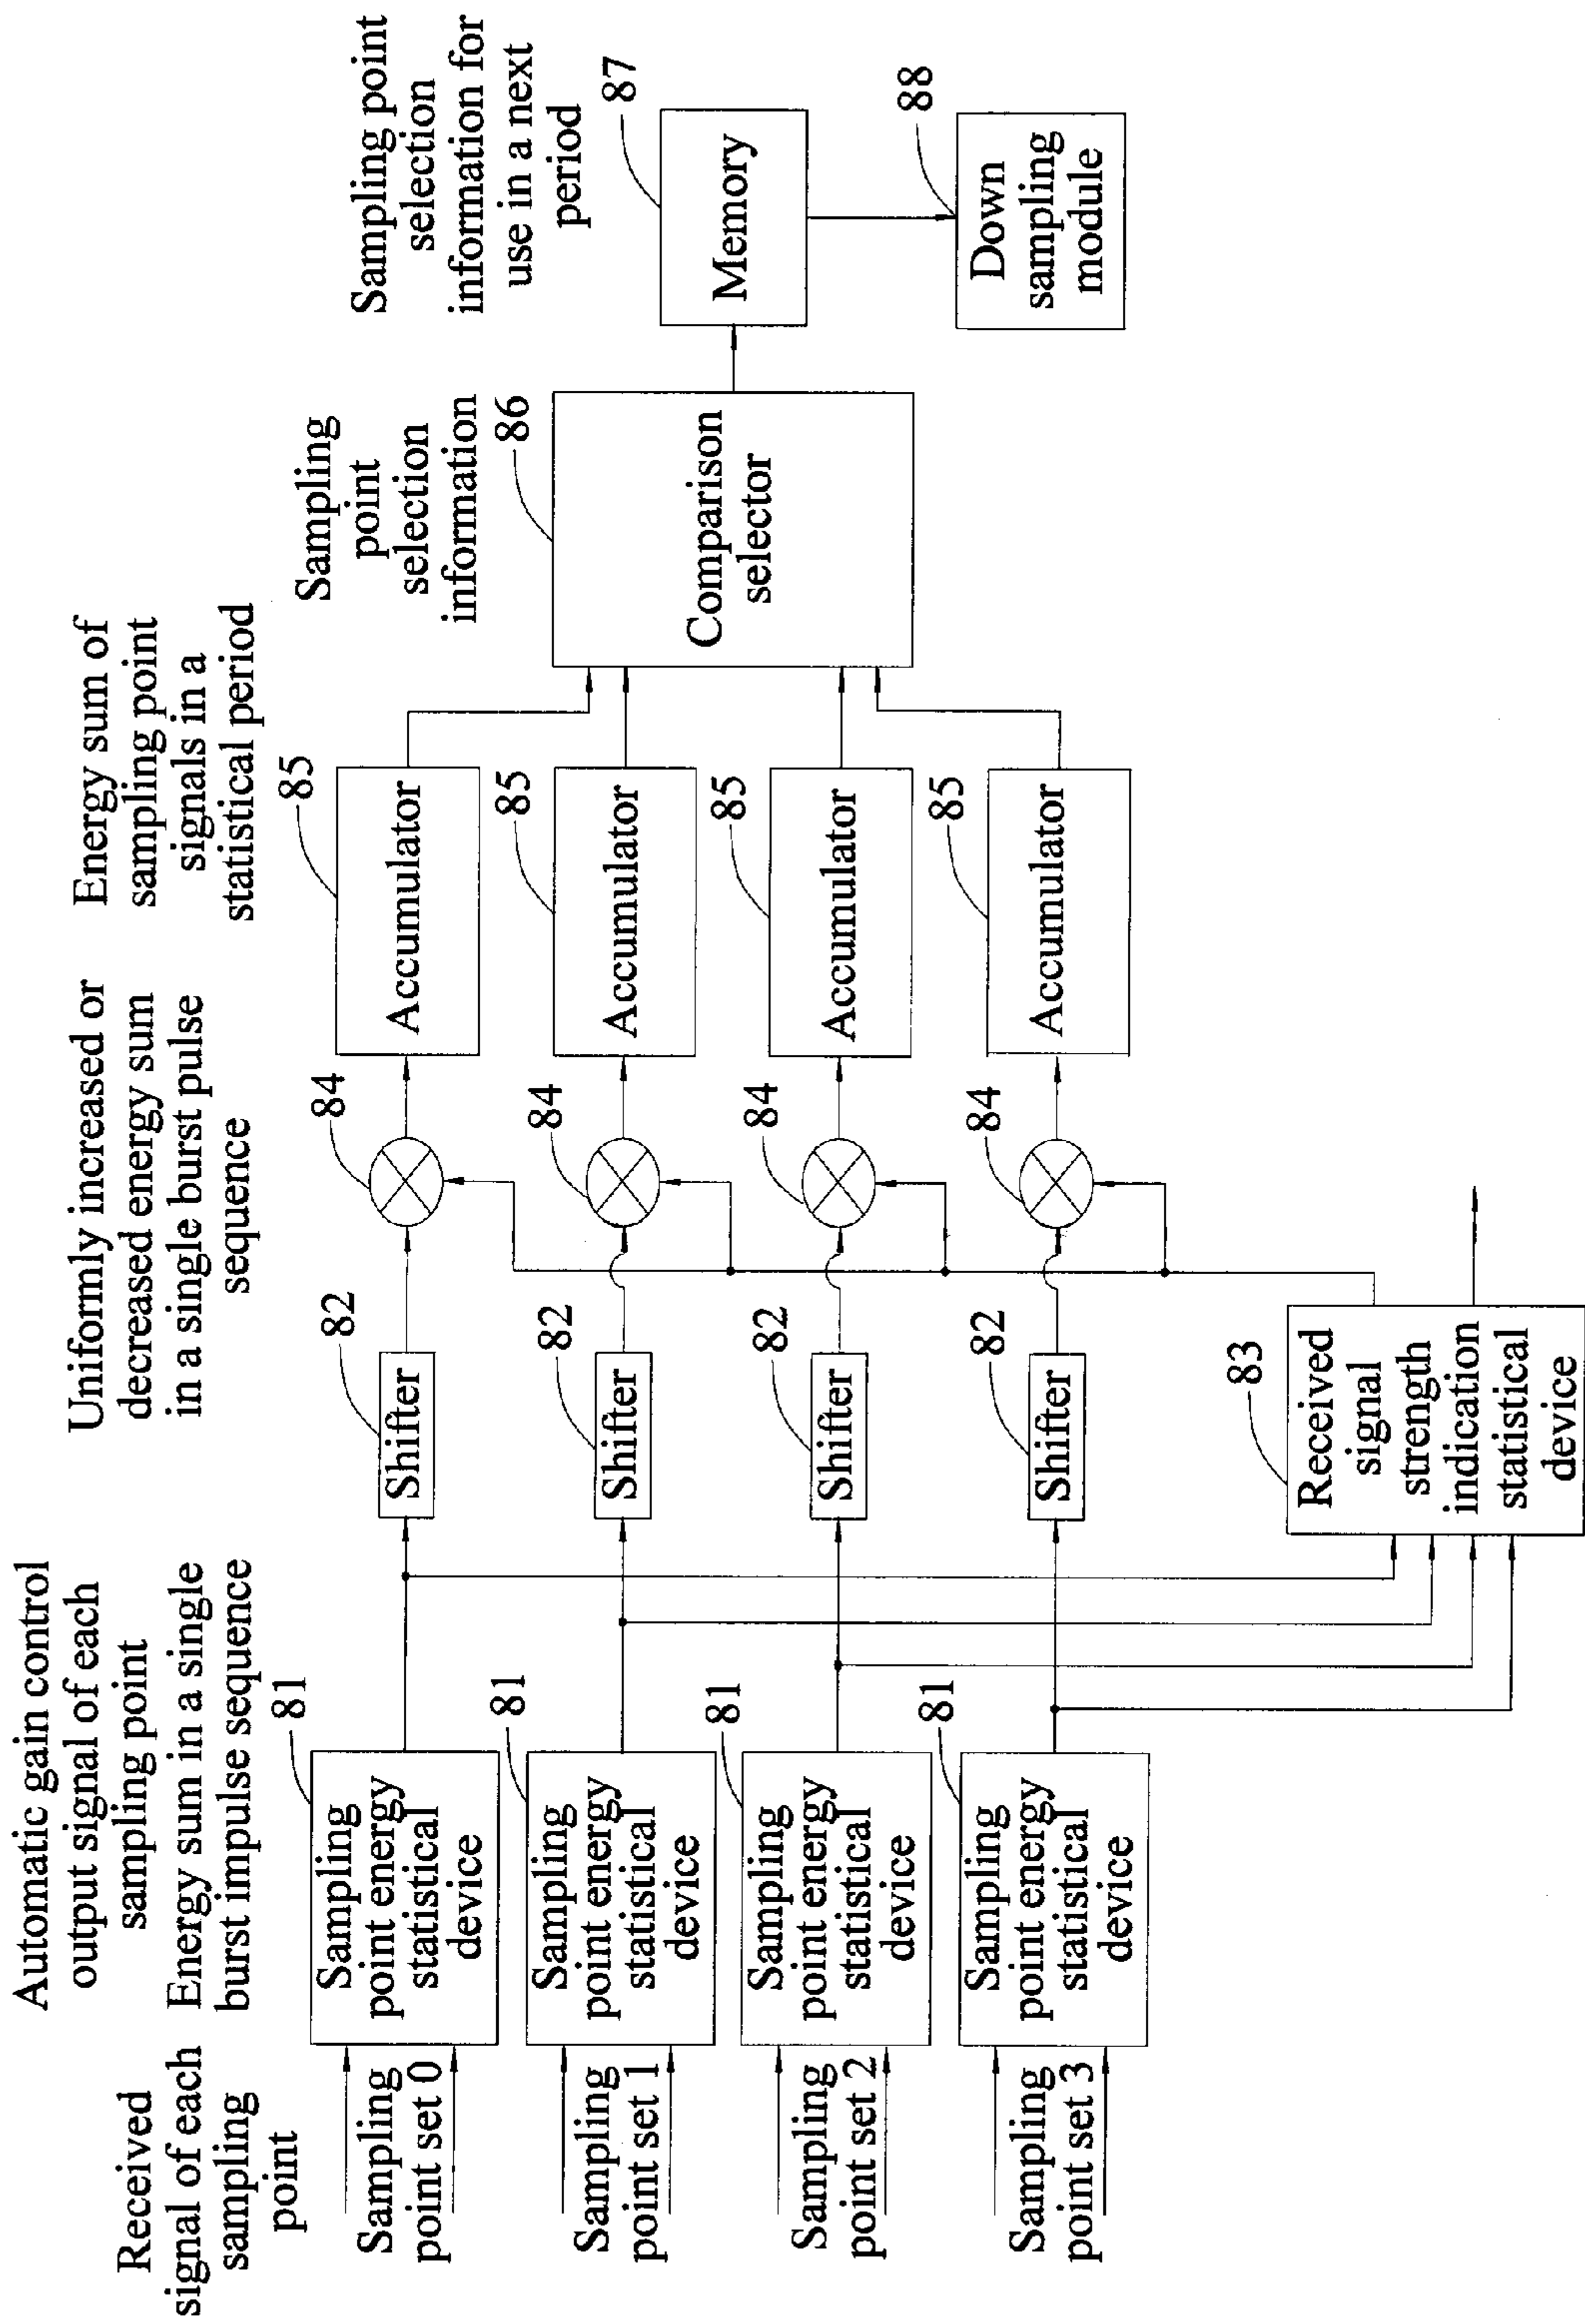 Received
signal of each
sampling
point
Automatic gain control
output signal of each
sampling point
Energy sum in a single
burst impulse sequence
Uniformly increased or
decreased energy sum
in a single burst pulse
sequence
Energy sum of
sampling point
signals in a
statistical period
Sampling
point
selection
information
Sampling point
selection
information for
use in a next
period
Sampling
point set 0
81
Sampling
point energy
statistical
device
82
Shifter
84
85
Accumulator
Sampling
point set 1
81
Sampling
point energy
statistical
device
82
Shifter
84
85
Accumulator
Sampling
point set 2
81
Sampling
point energy
statistical
device
82
Shifter
84
85
Accumulator
Sampling
point set 3
81
Sampling
point energy
statistical
device
82
Shifter
84
85
Accumulator
83
Received
signal
strength
indication
statistical
device
86
Comparison
selector
87
Memory
88
Down
sampling
module